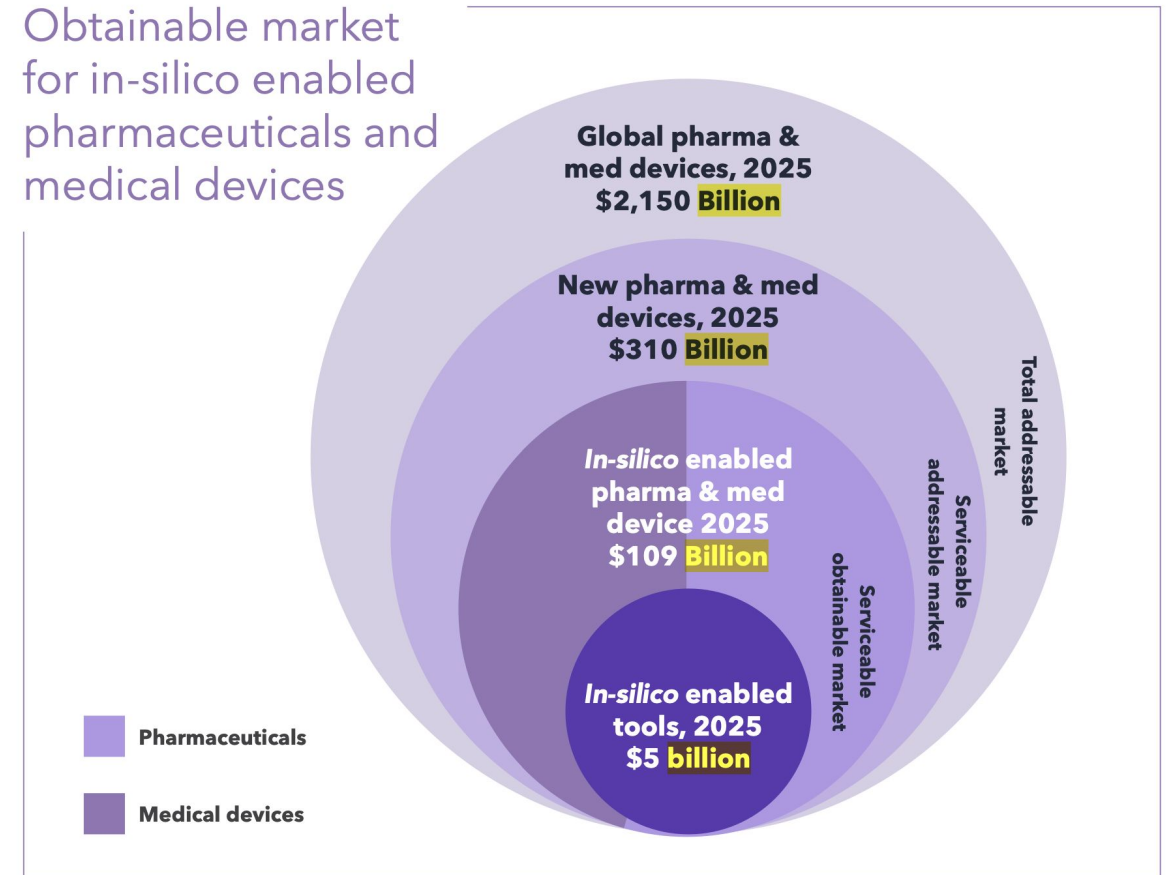 Obtainable market
for in-silico enabled
pharmaceuticals and
medical devices
Global pharma &
med devices, 2025
$2,150 Billion
New pharma & med
devices, 2025
$310 Billion
In-silico enabled
pharma & med
device 2025
$109 Billion
In-silico enabled
tools, 2025
$5 billion
Total addressable
market
Serviceable
addressable market
Serviceable
obtainable market
Pharmaceuticals
Medical devices